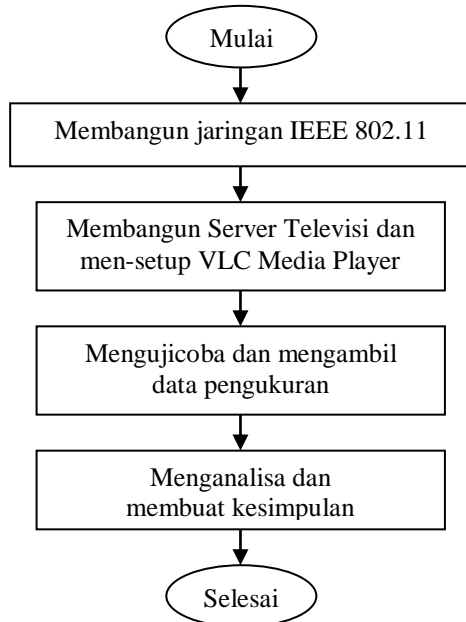 Mulai
Membangun jaringan IEEE 802.11
Membangun Server Televisi dan
men-setup VLC Media Player
Mengujicoba dan mengambil
data pengukuran
Menganalisa dan
membuat kesimpulan
Selesai